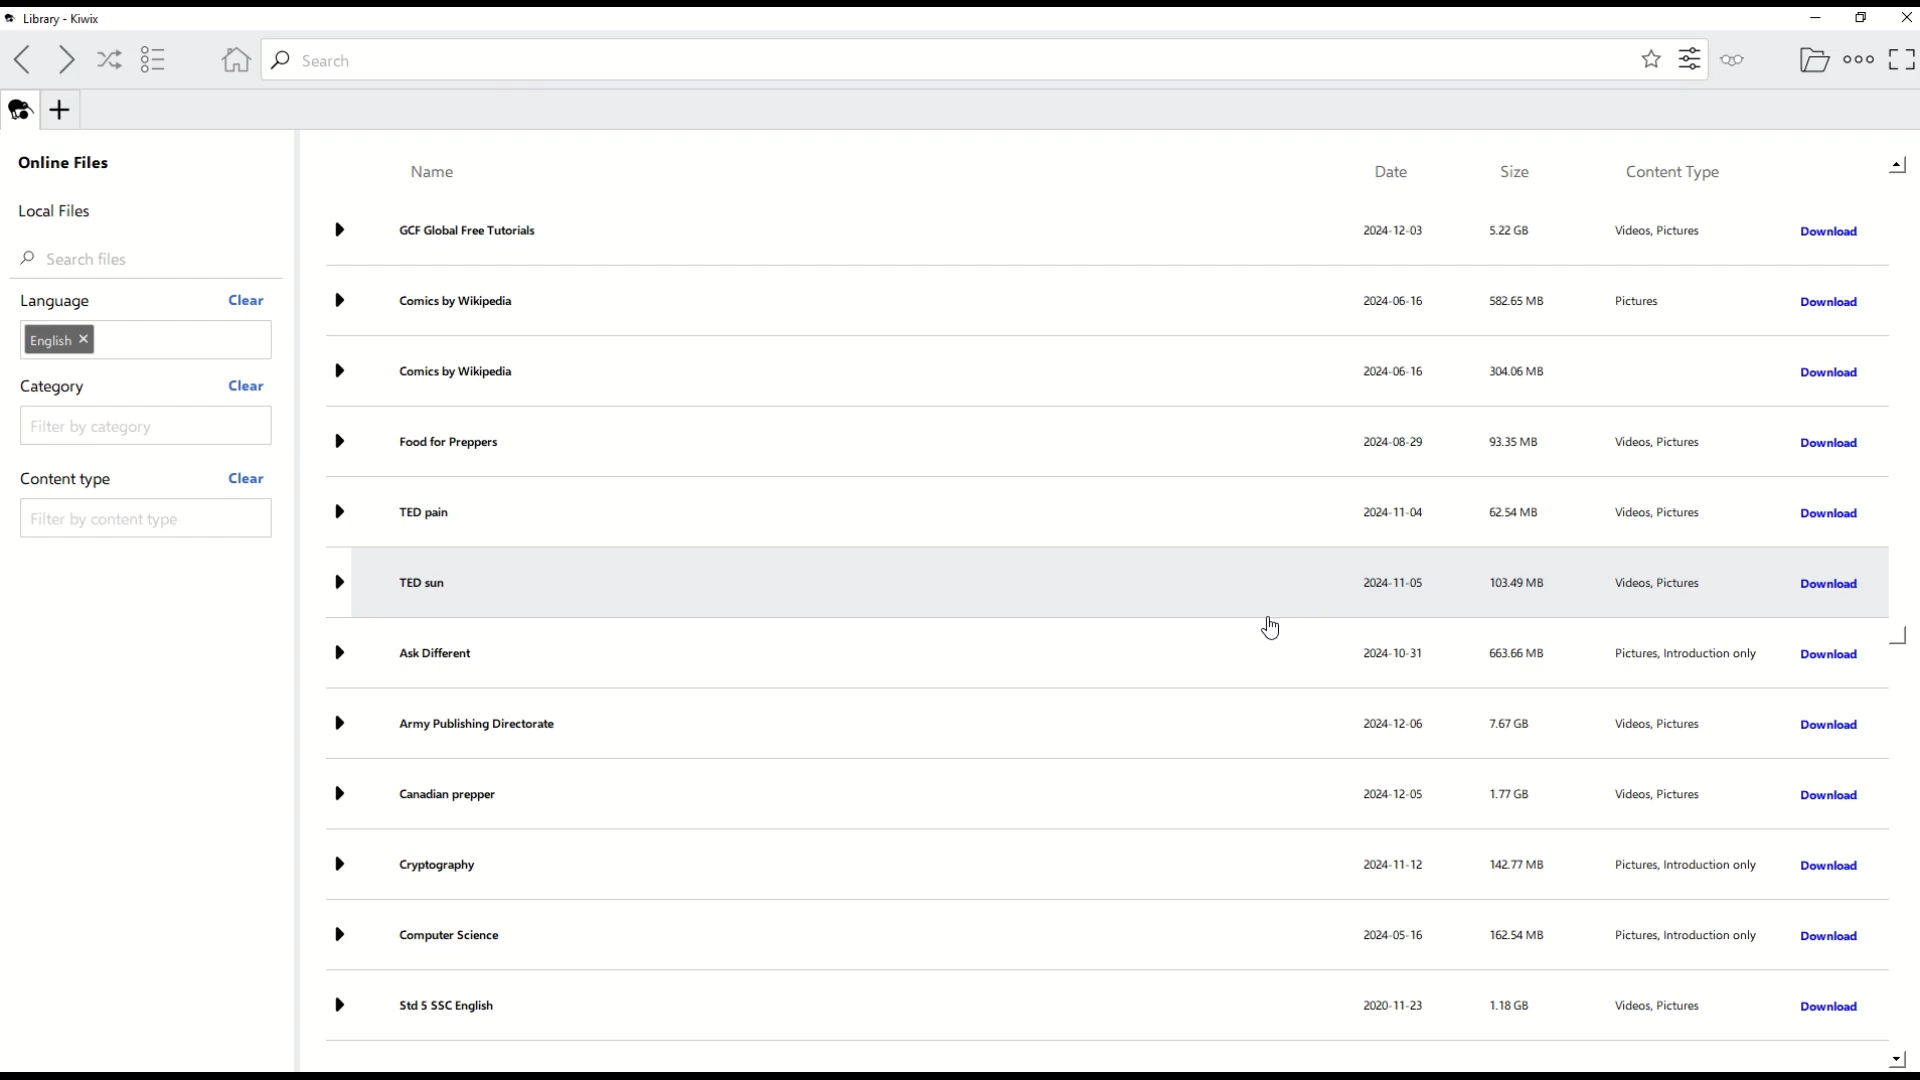 Library - Kiwix
Search
Online Files
Local Files
Search files
Language Clear
English ✕
Category Clear
Filter by category
Content type Clear
Filter by content type
Name Date Size Content Type
GCF Global Free Tutorials 2024-12-03 5.22 GB Videos, Pictures Download
Comics by Wikipedia 2024-06-16 582.65 MB Pictures Download
Comics by Wikipedia 2024-06-16 304.06 MB Download
Food for Preppers 2024-08-29 93.35 MB Videos, Pictures Download
TED pain 2024-11-04 62.54 MB Videos, Pictures Download
TED sun 2024-11-05 103.49 MB Videos, Pictures Download
Ask Different 2024-10-31 663.66 MB Pictures, Introduction only Download
Army Publishing Directorate 2024-12-06 7.67 GB Videos, Pictures Download
Canadian prepper 2024-12-05 1.77 GB Videos, Pictures Download
Cryptography 2024-11-12 142.77 MB Pictures, Introduction only Download
Computer Science 2024-05-16 162.54 MB Pictures, Introduction only Download
Std 5 SSC English 2020-11-23 1.18 GB Videos, Pictures Download